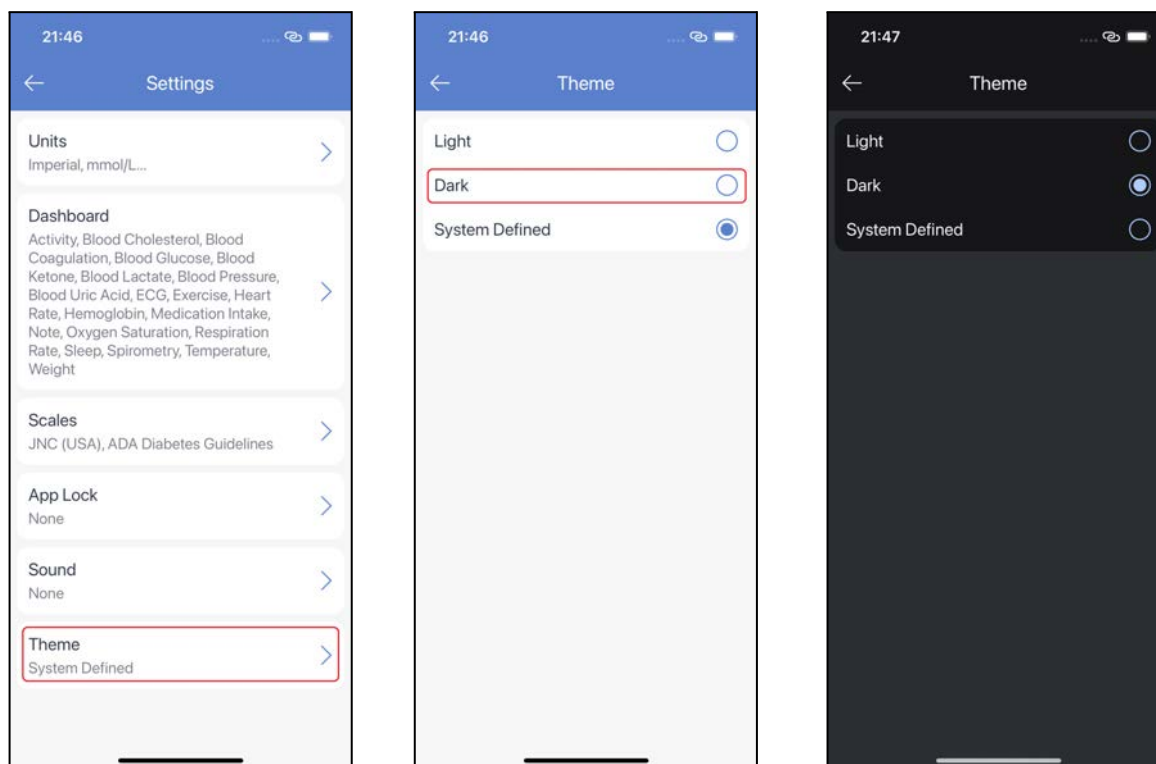 21:46
Settings
Units
Imperial, mmol/L...
Dashboard
Activity, Blood Cholesterol, Blood
Coagulation, Blood Glucose, Blood
Ketone, Blood Lactate, Blood Pressure,
Blood Uric Acid, ECG, Exercise, Heart
Rate, Hemoglobin, Medication Intake,
Note, Oxygen Saturation, Respiration
Rate, Sleep, Spirometry, Temperature,
Weight
Scales
JNC (USA), ADA Diabetes Guidelines
App Lock
None
Sound
None
Theme
System Defined
21:46
Theme
Light
Dark
System Defined
21:47
Theme
Light
Dark
System Defined